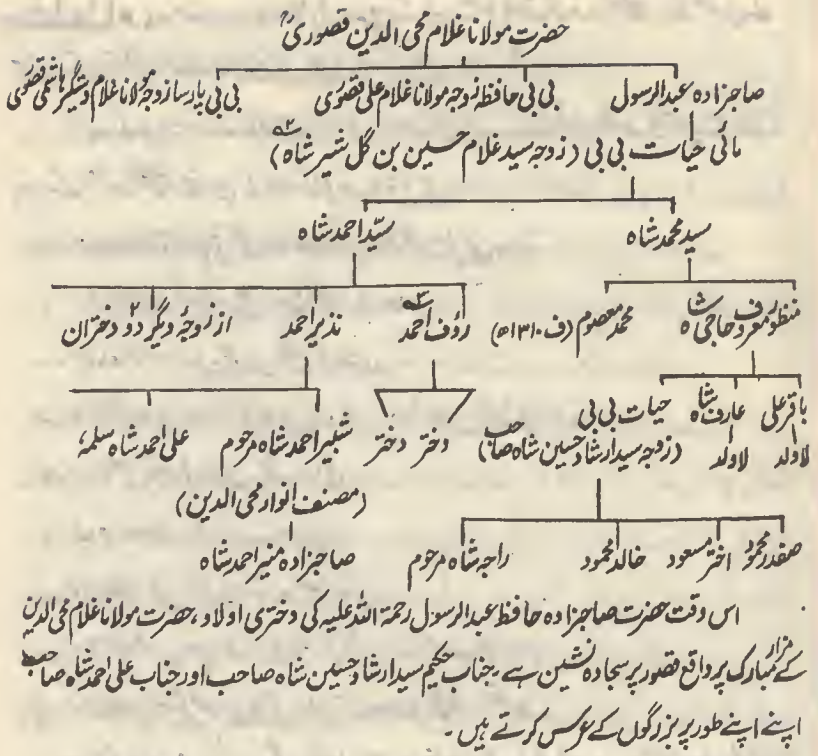 حضرت مولانا غلام محی الدین قصوریؒ
صاحبزادہ عبدالرسول بی بی حافظہ زوجہ مولانا غلام علی قصوری بی بی پارسا زوجہ مولانا غلام دستگیر ہاشمی قصوری
مائی حیات بی بی (زوجہ سید غلام حسین بن گل شیر شاہ)
سید محمد شاہ سید احمد شاہ
منظور معروف حاجی شاہ محمد معصوم (ف ۱۳۱۰ھ) رؤف احمد نذیر احمد از زوجۂ دیگر دو ۲ دختران
باقر علی عارف شاہ حیات بی بی دختر دختر شبیر احمد شاہ مرحوم علی احمد شاہ سلمہٗ
لاولد لاولد (زوجہ سید ارشاد حسین شاہ صاحب)
(مصنف انوار محی الدین)
صفدر محمود اختر مسعود خالد محمود راجہ شاہ مرحوم صاحبزادہ منیر احمد شاہ
اس وقت حضرت صاحبزادہ حافظ عبدالرسول رحمۃ اللہ علیہ کی دختری اولاد، حضرت مولانا غلام محی الدین
کے مزار مبارک پر واقع قصور پر سجادہ نشین ہے۔ جناب حکیم سید ارشاد حسین شاہ صاحب اور جناب علی احمد شاہ صاحب
اپنے اپنے طور پر بزرگوں کے عرس کرتے ہیں۔